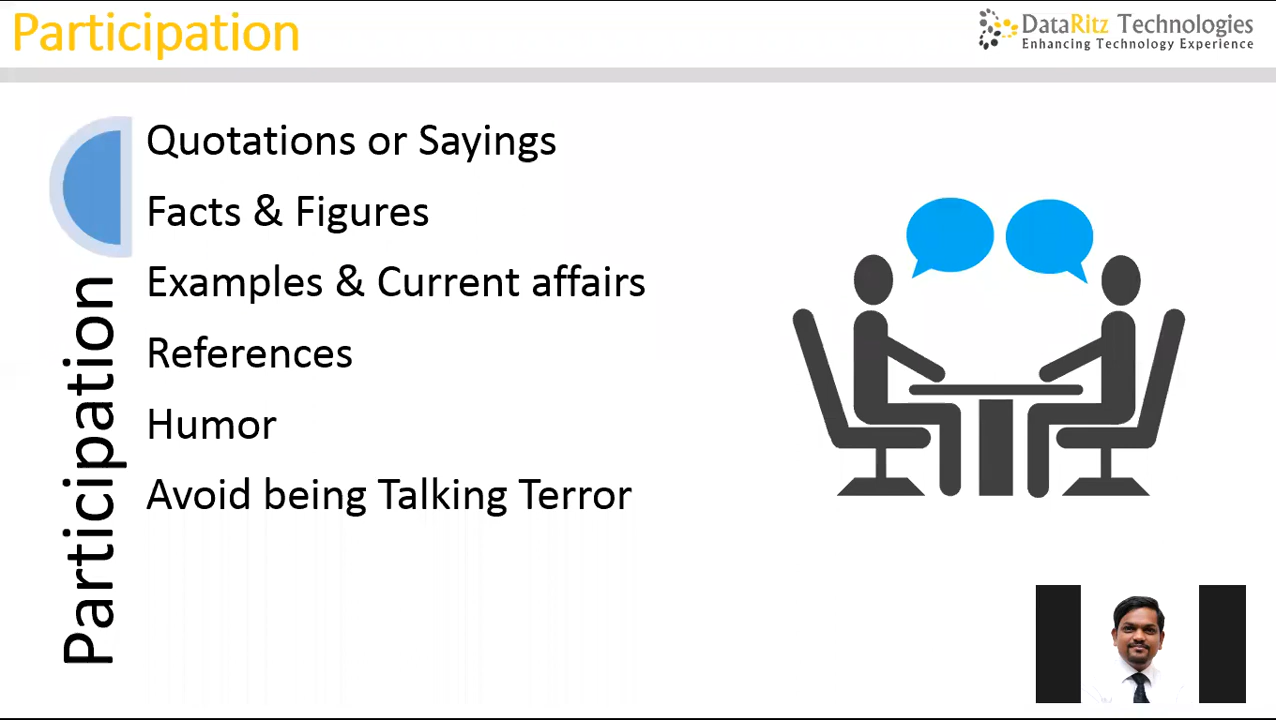 Participation
DataRitz Technologies
Enhancing Technology Experience
Quotations or Sayings
Facts & Figures
Examples & Current affairs
References
Humor
Avoid being Talking Terror
Participation